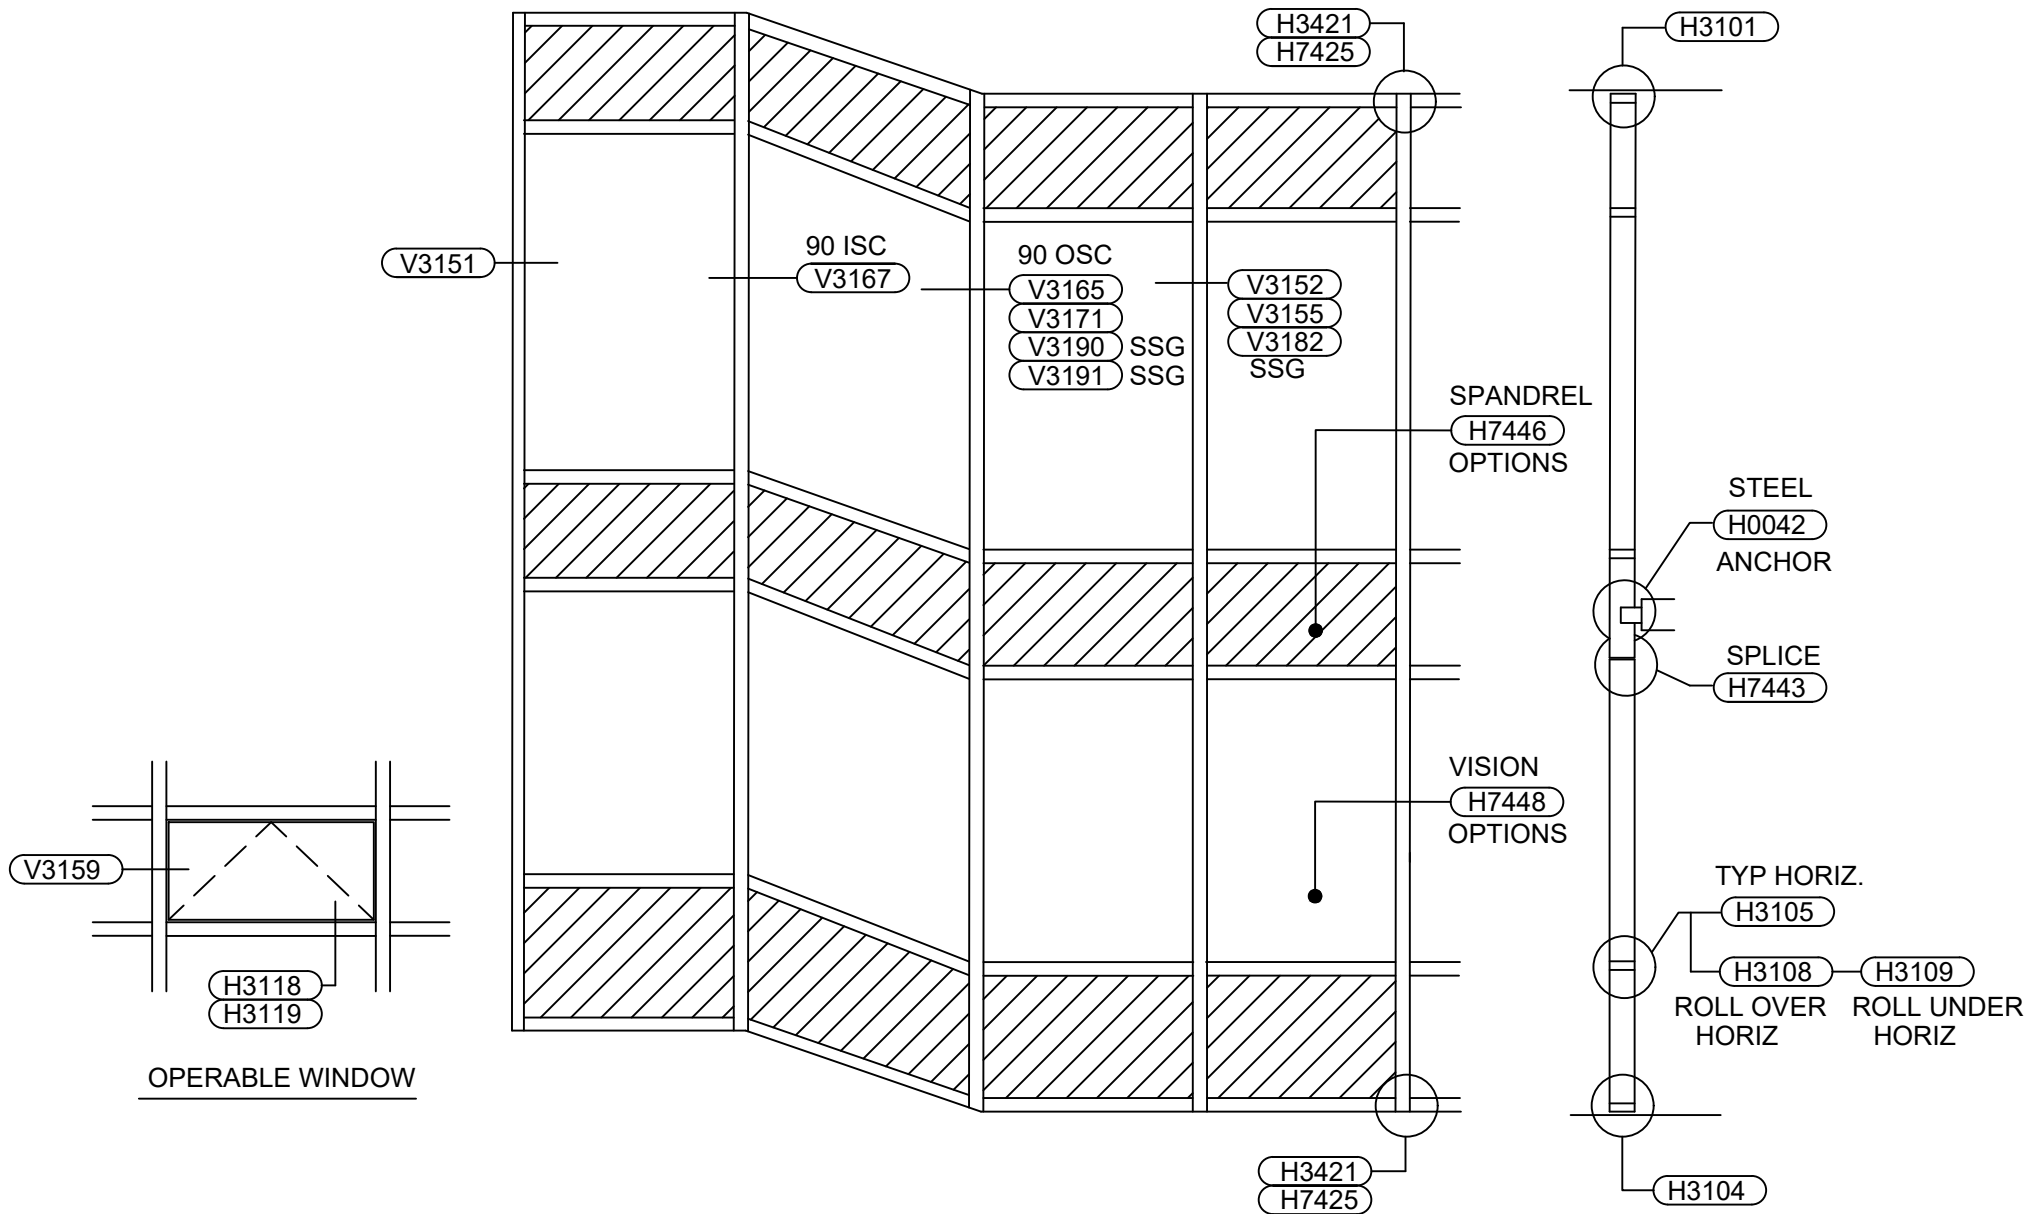 H3421
H7425
H3101
V3151
90 ISC
V3167
90 OSC
V3165
V3171
V3190 SSG
V3191 SSG
V3152
V3155
V3182
SSG
SPANDREL
H7446
OPTIONS
STEEL
H0042
ANCHOR
SPLICE
H7443
VISION
H7448
OPTIONS
V3159
H3118
H3119
OPERABLE WINDOW
TYP HORIZ.
H3105
H3108
ROLL OVER
HORIZ
H3109
ROLL UNDER
HORIZ
H3421
H7425
H3104